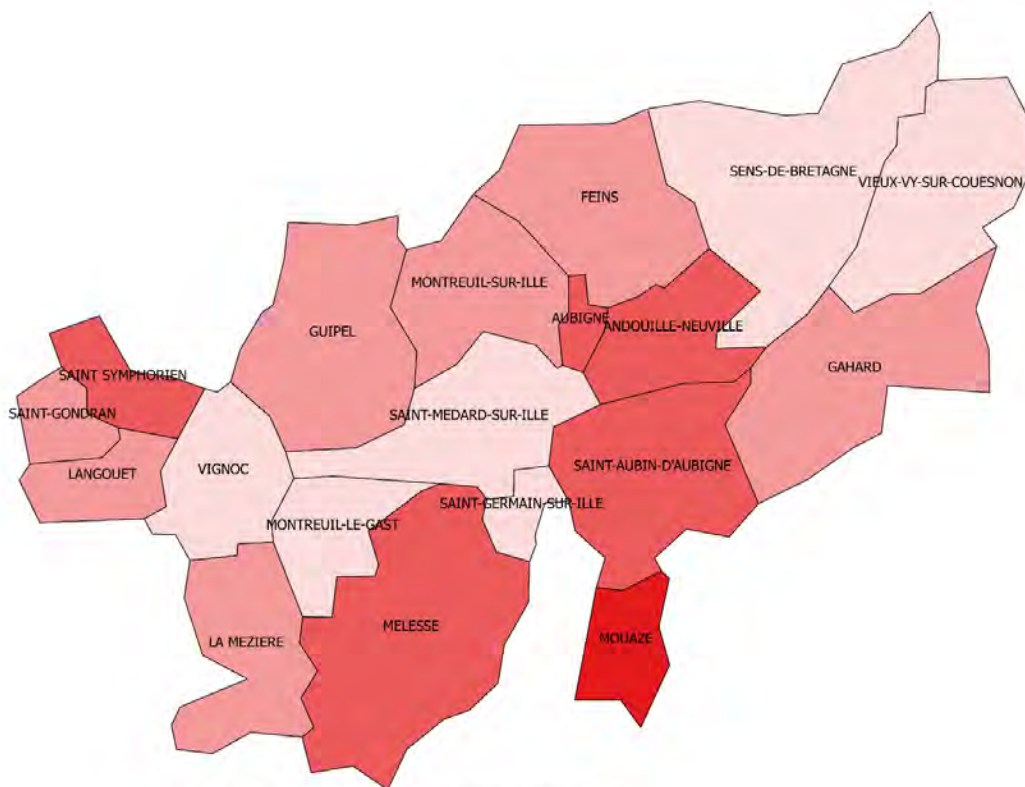 SENS-DE-BRETAGNE
VIEUX-VY-SUR-COUESNON
FEINS
MONTREUIL-SUR-ILLE
AUBIGNE
ANDOUILLE-NEUVILLE
GUIPEL
GAHARD
SAINT SYMPHORIEN
SAINT-GONDRAN
SAINT-MEDARD-SUR-ILLE
LANGOUET
VIGNOC
SAINT-AUBIN-D'AUBIGNE
SAINT-GERMAIN-SUR-ILLE
MONTREUIL-LE-GAST
MELESSE
LA MEZIERE
MOUAZE